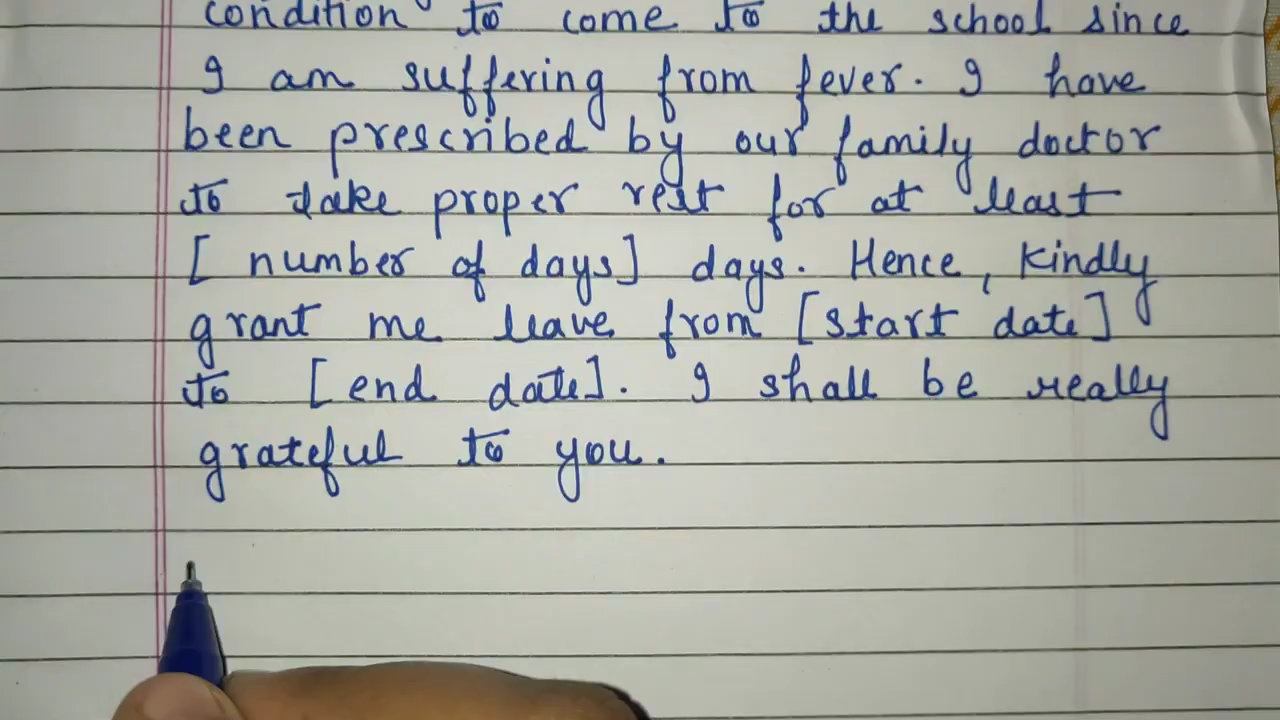 condition to come to the school since
I am suffering from fever. I have
been prescribed by our family doctor
to take proper rest for at least
[number of days] days. Hence, kindly
grant me leave from [start date]
to [end date]. I shall be really
grateful to you.